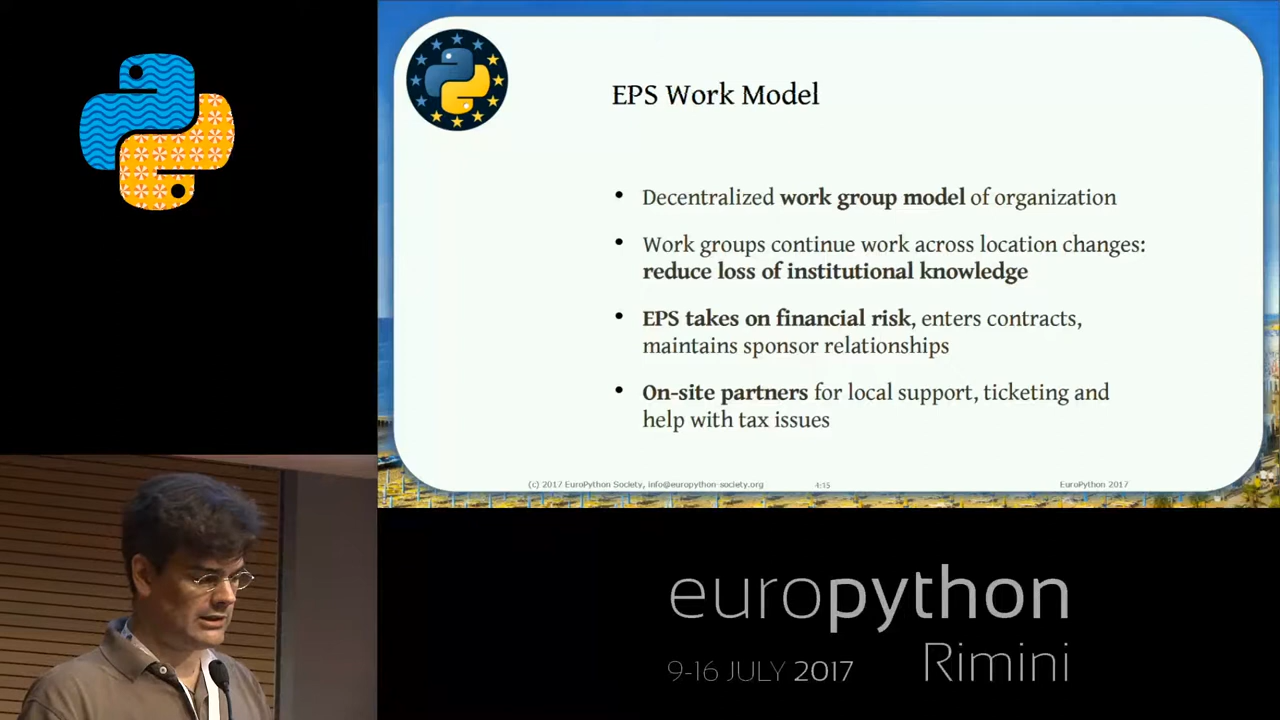 EPS Work Model
• Decentralized work group model of organization
• Work groups continue work across location changes:
reduce loss of institutional knowledge
• EPS takes on financial risk, enters contracts,
maintains sponsor relationships
• On-site partners for local support, ticketing and
help with tax issues
(c) 2017 EuroPython Society, info@europython-society.org 4:15 EuroPython 2017
europython
9-16 JULY 2017 Rimini